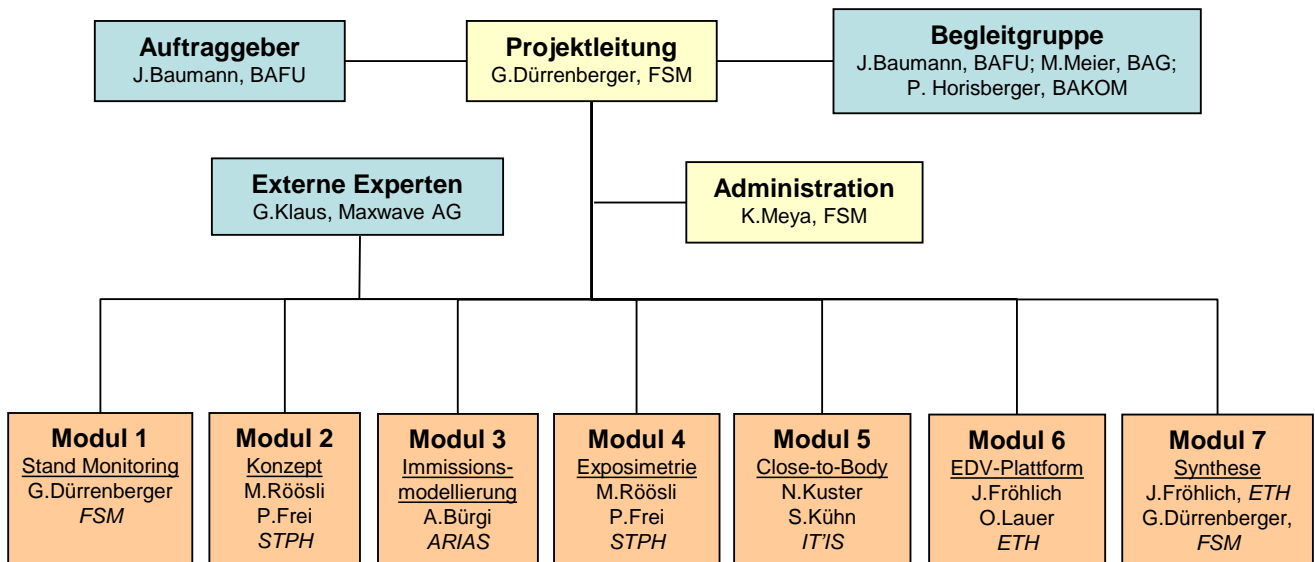 Auftraggeber
J.Baumann, BAFU
Projektleitung
G.Dürrenberger, FSM
Begleitgruppe
J.Baumann, BAFU; M.Meier, BAG;
P. Horisberger, BAKOM
Externe Experten
G.Klaus, Maxwave AG
Administration
K.Meya, FSM
Modul 1
Stand Monitoring
G.Dürrenberger
FSM
Modul 2
Konzept
M.Röösli
P.Frei
STPH
Modul 3
Immissions-
modellierung
A.Bürgi
ARIAS
Modul 4
Exposimetrie
M.Röösli
P.Frei
STPH
Modul 5
Close-to-Body
N.Kuster
S.Kühn
IT'IS
Modul 6
EDV-Plattform
J.Fröhlich
O.Lauer
ETH
Modul 7
Synthese
J.Fröhlich, ETH
G.Dürrenberger,
FSM